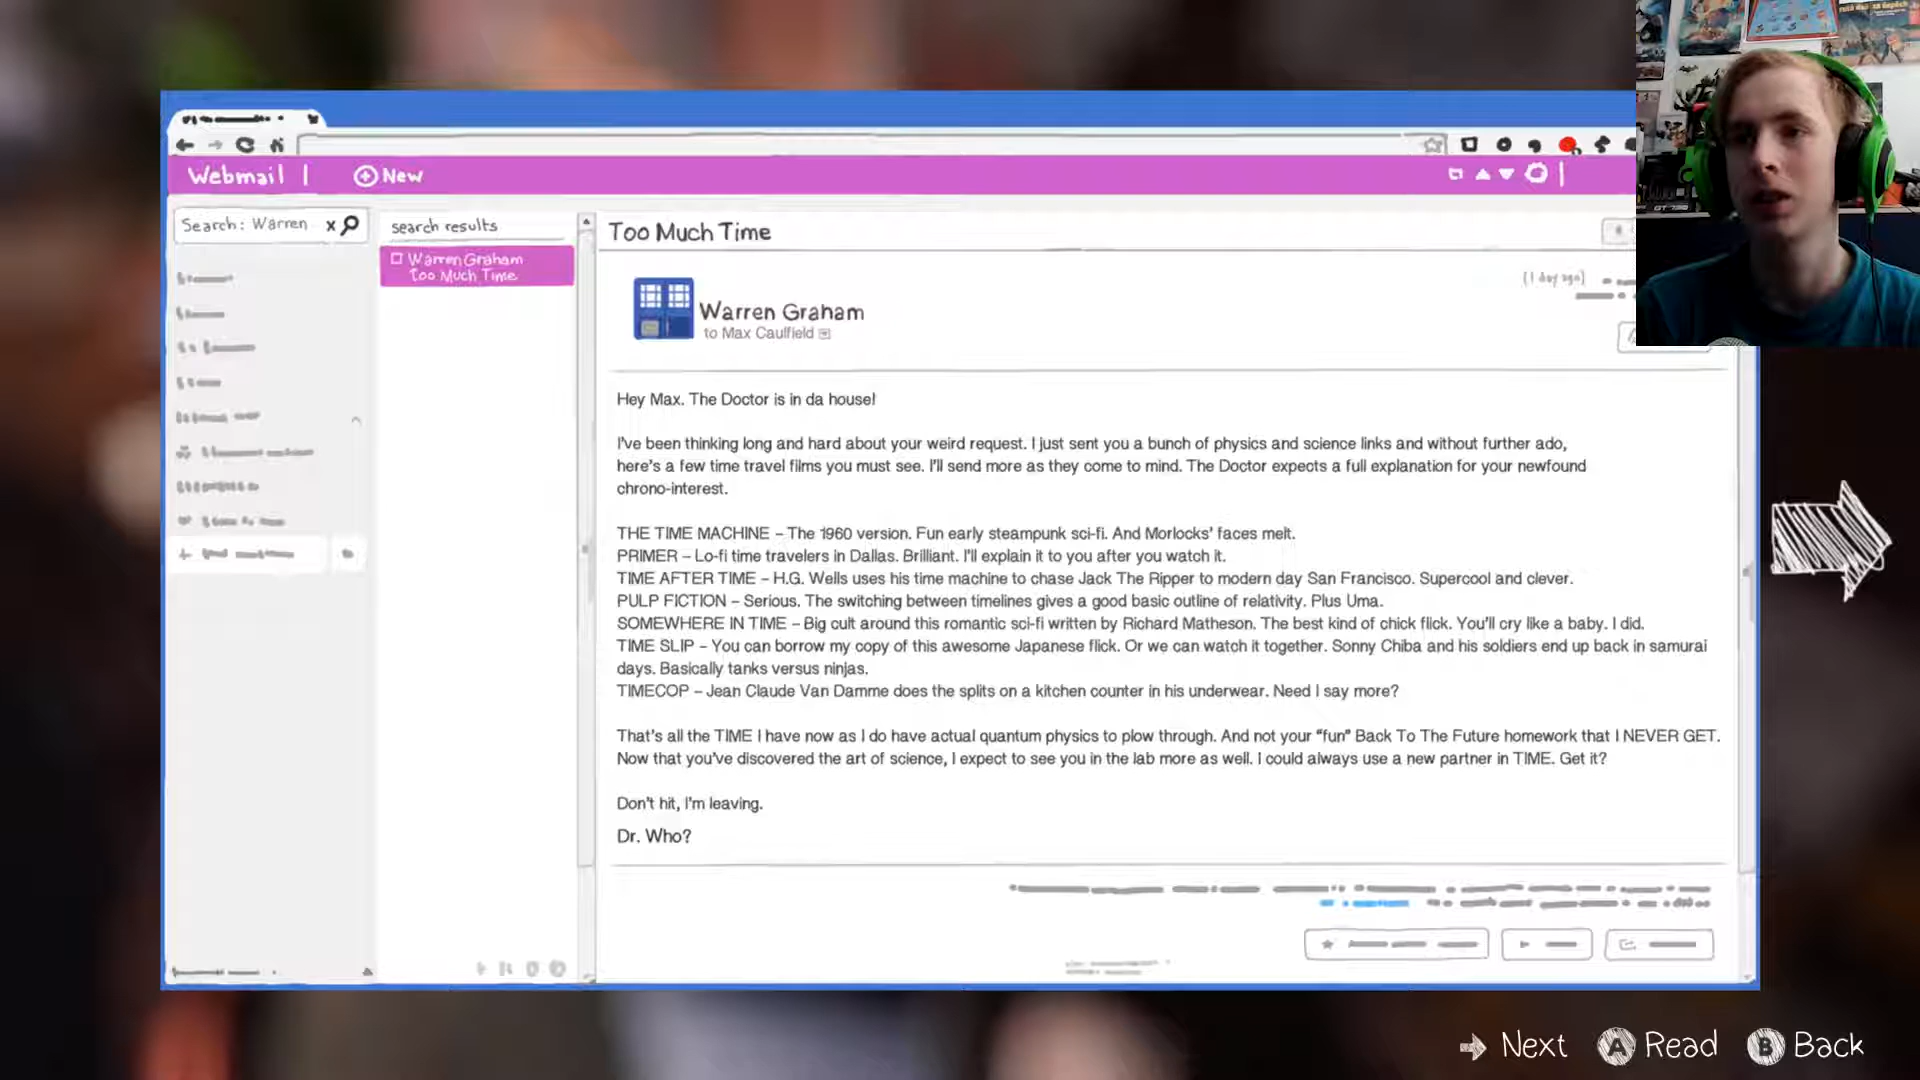 Webmail | New
Search: Warren x
search results
Warren Graham
Too Much Time
Too Much Time
(1 day ago)
Warren Graham
to Max Caulfield
Hey Max. The Doctor is in da house!
I've been thinking long and hard about your weird request. I just sent you a bunch of physics and science links and without further ado,
here's a few time travel films you must see. I'll send more as they come to mind. The Doctor expects a full explanation for your newfound
chrono-interest.
THE TIME MACHINE – The 1960 version. Fun early steampunk sci-fi. And Morlocks' faces melt.
PRIMER – Lo-fi time travelers in Dallas. Brilliant. I'll explain it to you after you watch it.
TIME AFTER TIME – H.G. Wells uses his time machine to chase Jack The Ripper to modern day San Francisco. Supercool and clever.
PULP FICTION – Serious. The switching between timelines gives a good basic outline of relativity. Plus Uma.
SOMEWHERE IN TIME – Big cult around this romantic sci-fi written by Richard Matheson. The best kind of chick flick. You'll cry like a baby. I did.
TIME SLIP – You can borrow my copy of this awesome Japanese flick. Or we can watch it together. Sonny Chiba and his soldiers end up back in samurai
days. Basically tanks versus ninjas.
TIMECOP – Jean Claude Van Damme does the splits on a kitchen counter in his underwear. Need I say more?
That's all the TIME I have now as I do have actual quantum physics to plow through. And not your "fun" Back To The Future homework that I NEVER GET.
Now that you've discovered the art of science, I expect to see you in the lab more as well. I could always use a new partner in TIME. Get it?
Don't hit, I'm leaving.
Dr. Who?
Next A Read B Back